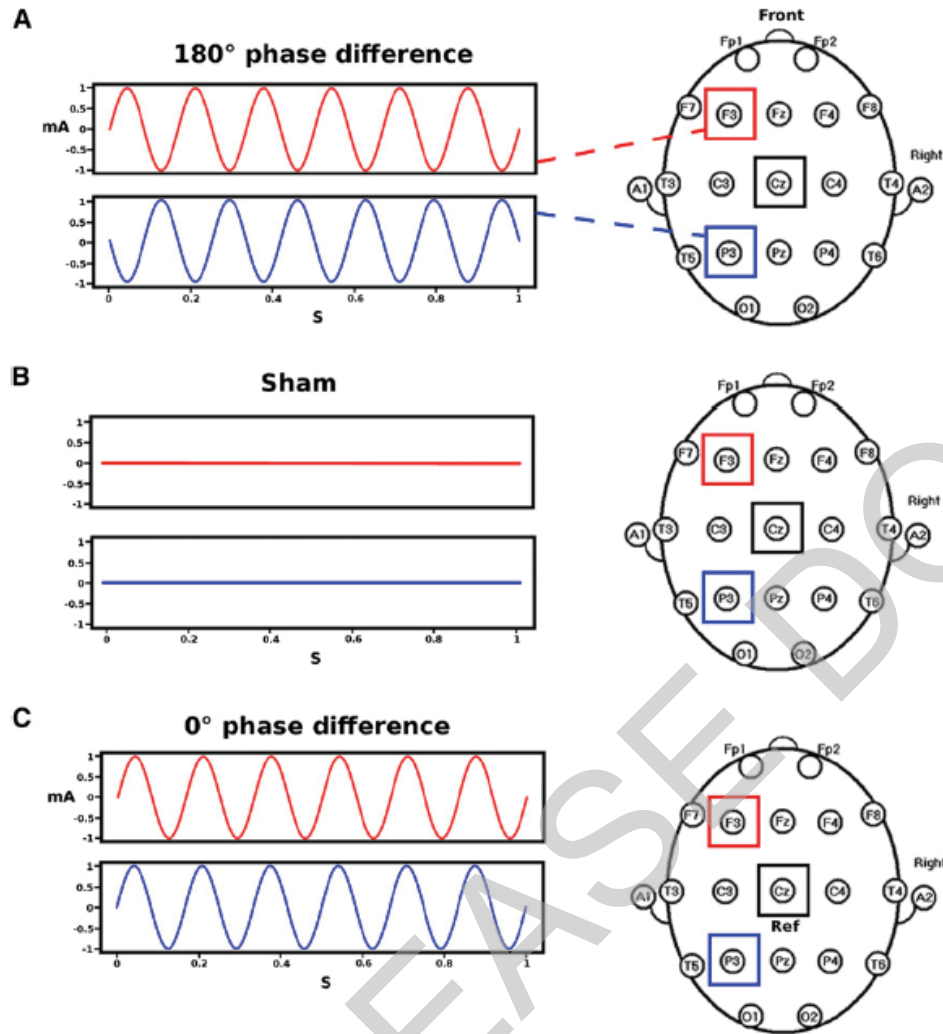 A
180° phase difference
mA
1
0.5
0
-0.5
-1
1
0.5
0
-0.5
-1
0 0.2 0.4 0.6 0.8 1
S
Front
Fp1 Fp2
F7 F3 Fz F4 F8
Right
A1 T3 C3 Cz C4 T4 A2
T5 P3 Pz P4 T6
O1 O2
B
Sham
1
0.5
0
-0.5
-1
1
0.5
0
-0.5
-1
0 0.2 0.4 0.6 0.8 1
S
Fp1 Fp2
F7 F3 Fz F4 F8
Right
A1 T3 C3 Cz C4 T4 A2
T5 P3 Pz P4 T6
O1 O2
C
0° phase difference
mA
1
0.5
0
-0.5
-1
1
0.5
0
-0.5
-1
0 0.2 0.4 0.6 0.8 1
S
Fp1 Fp2
F7 F3 Fz F4 F8
Right
A1 T3 C3 Cz C4 T4 A2
Ref
T5 P3 Pz P4 T6
O1 O2
EASE DO